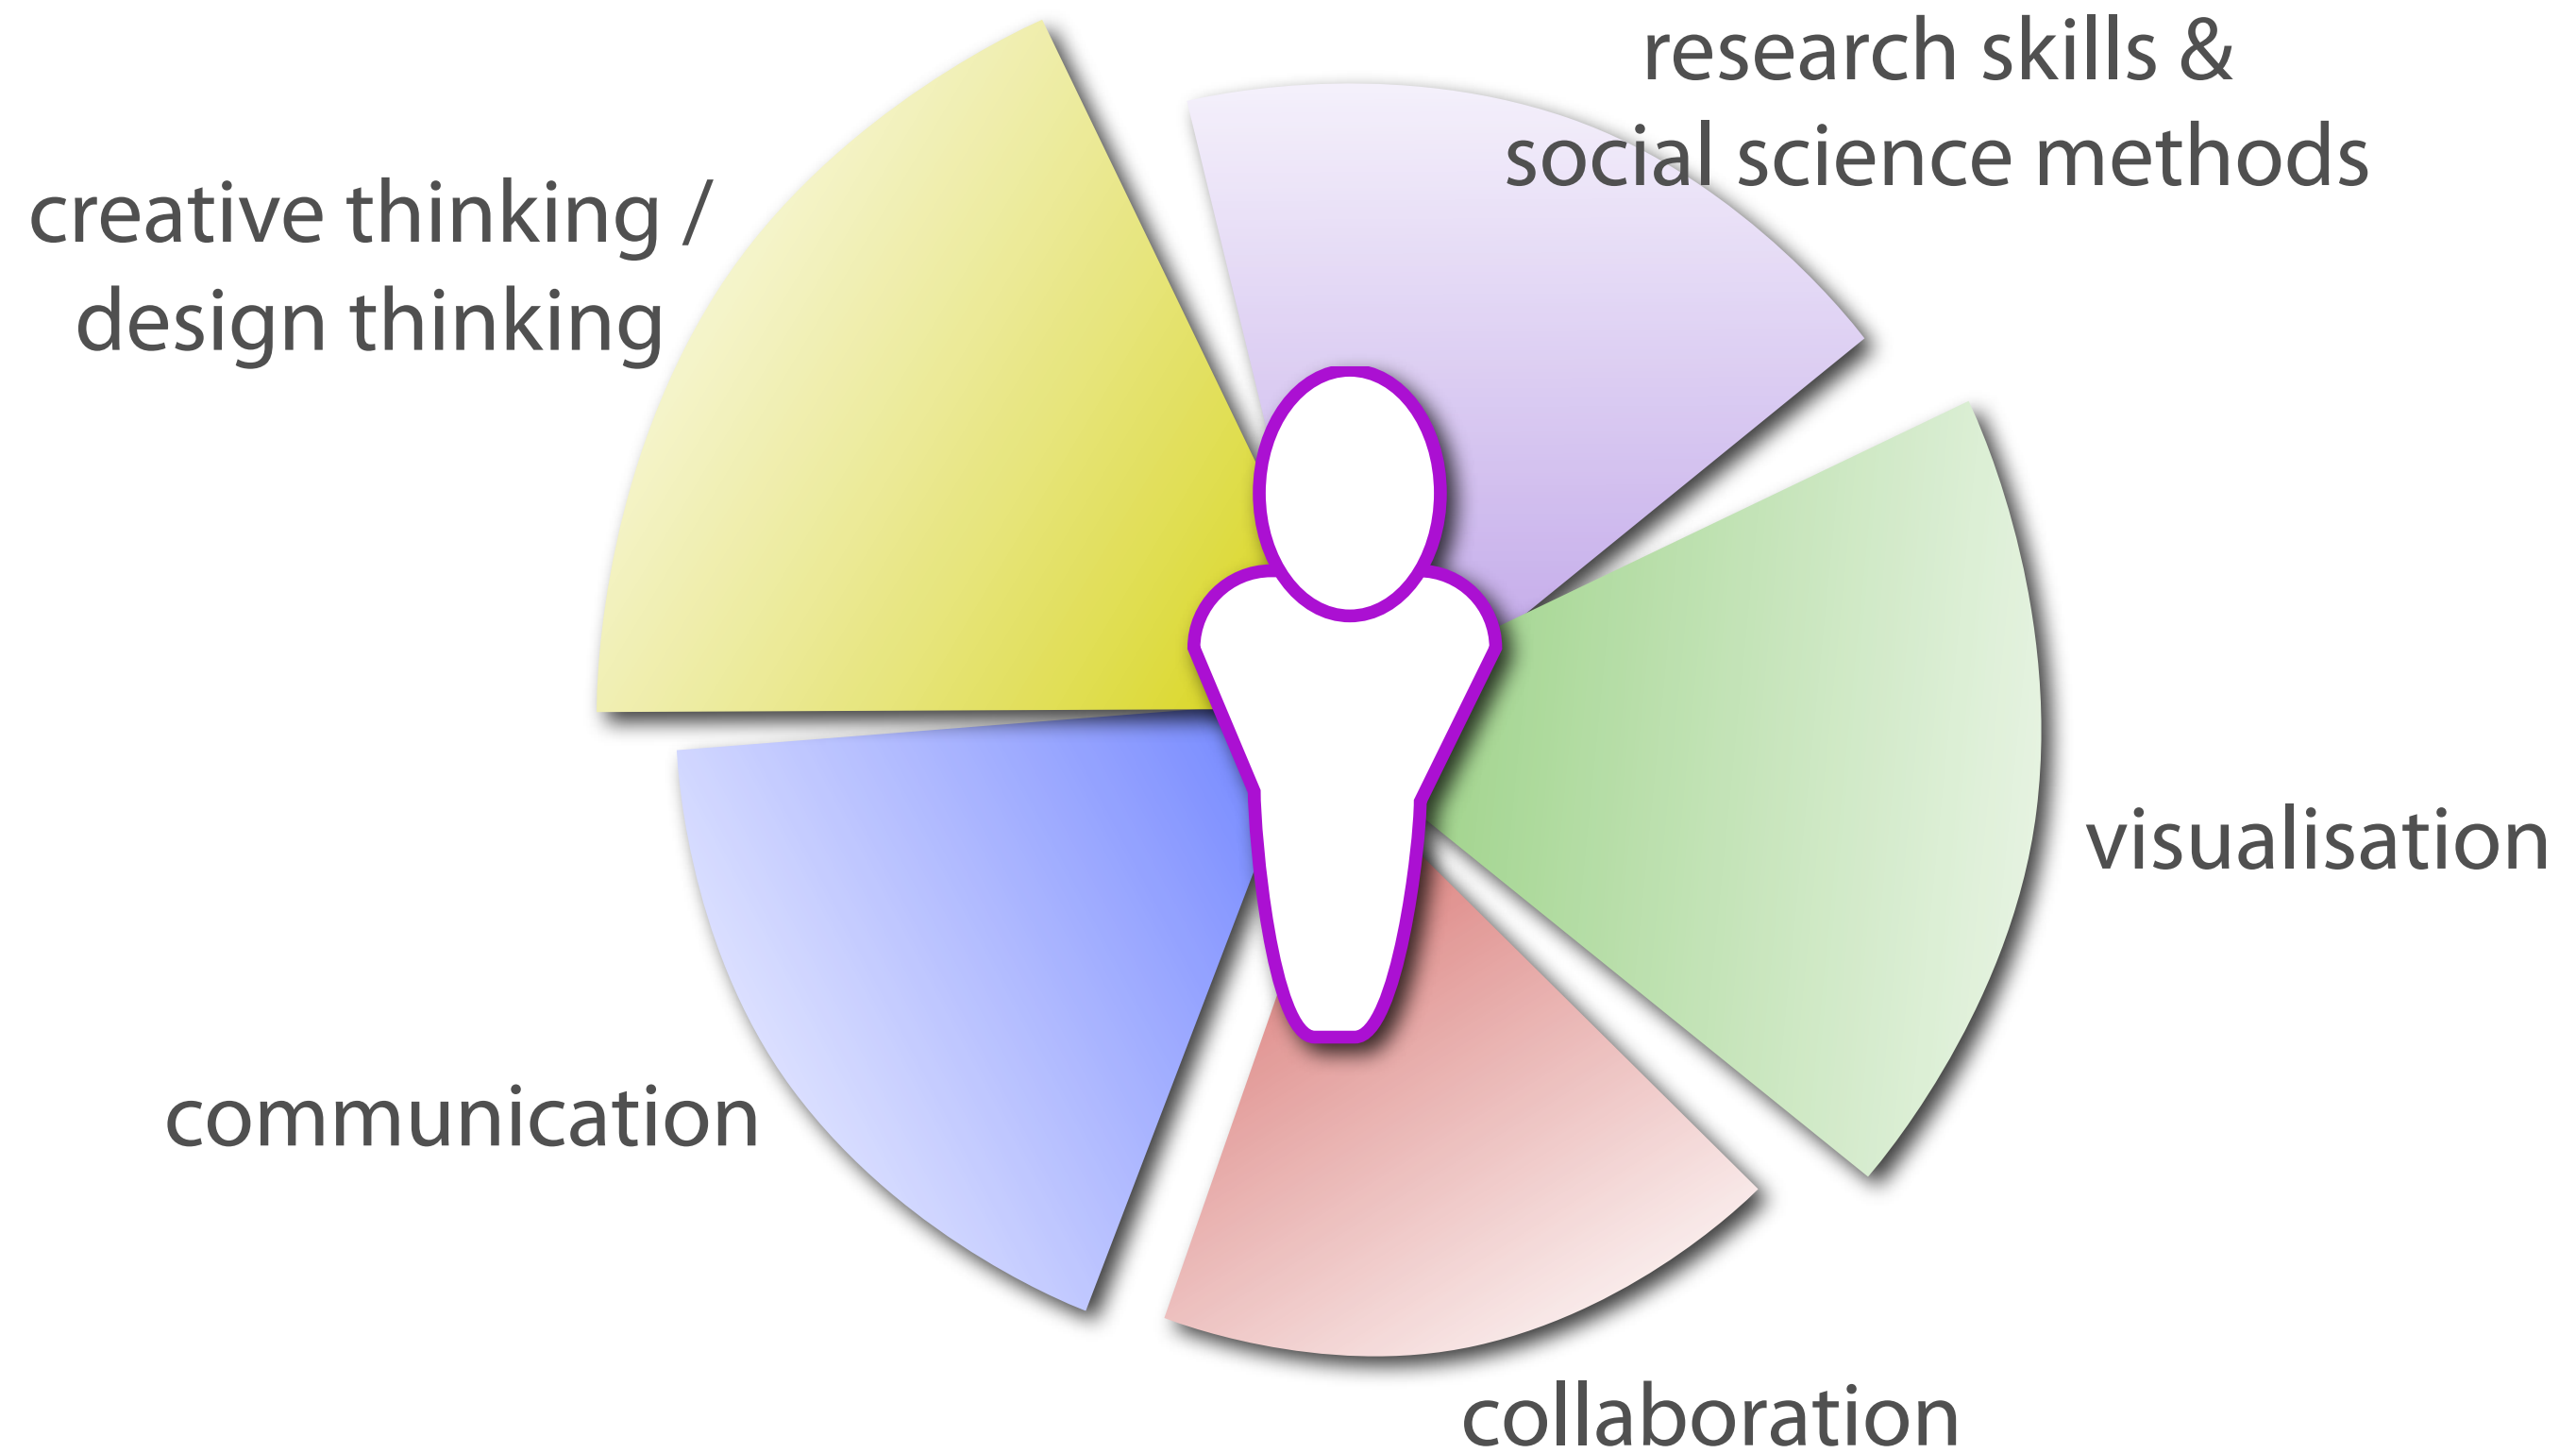 research skills &
social science methods
creative thinking /
design thinking
visualisation
communication
collaboration